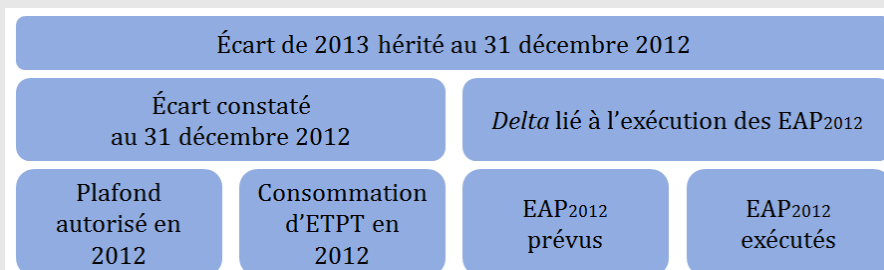 Écart de 2013 hérité au 31 décembre 2012
Écart constaté
au 31 décembre 2012
Delta lié à l'exécution des EAP2012
Plafond
autorisé en
2012
Consommation
d'ETPT en
2012
EAP2012
prévus
EAP2012
exécutés